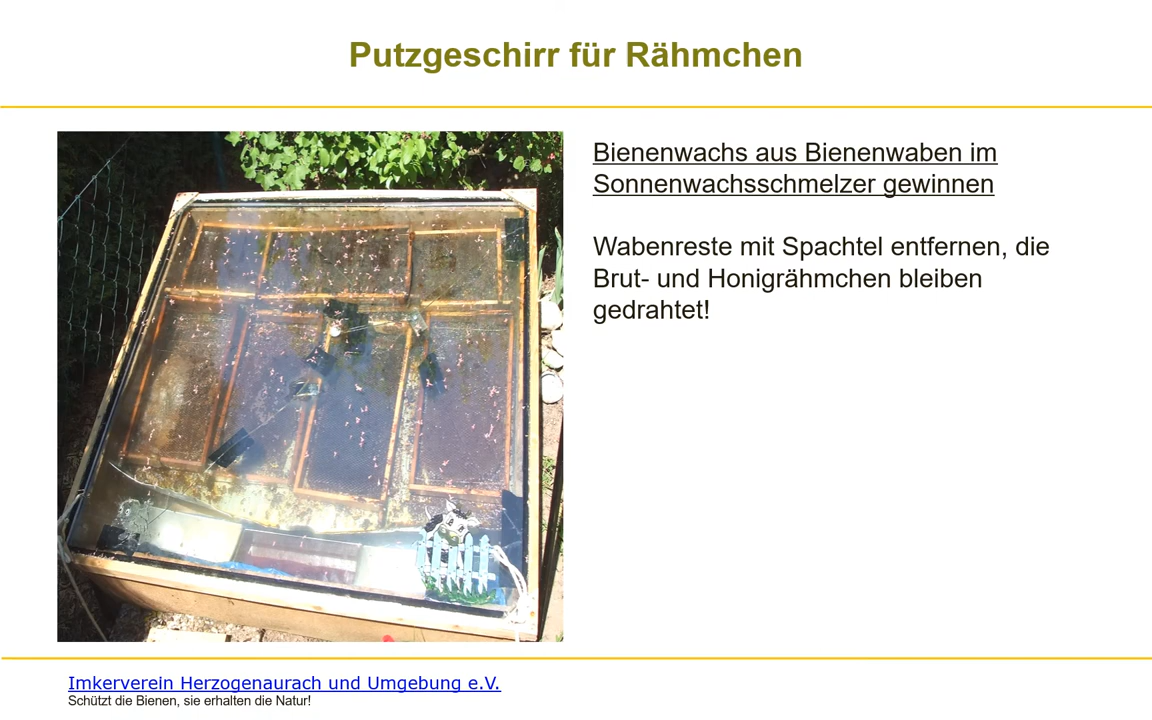 Putzgeschirr für Rähmchen
Bienenwachs aus Bienenwaben im
Sonnenwachsschmelzer gewinnen
Wabenreste mit Spachtel entfernen, die
Brut- und Honigrähmchen bleiben
gedrahtet!
Imkerverein Herzogenaurach und Umgebung e.V.
Schützt die Bienen, sie erhalten die Natur!